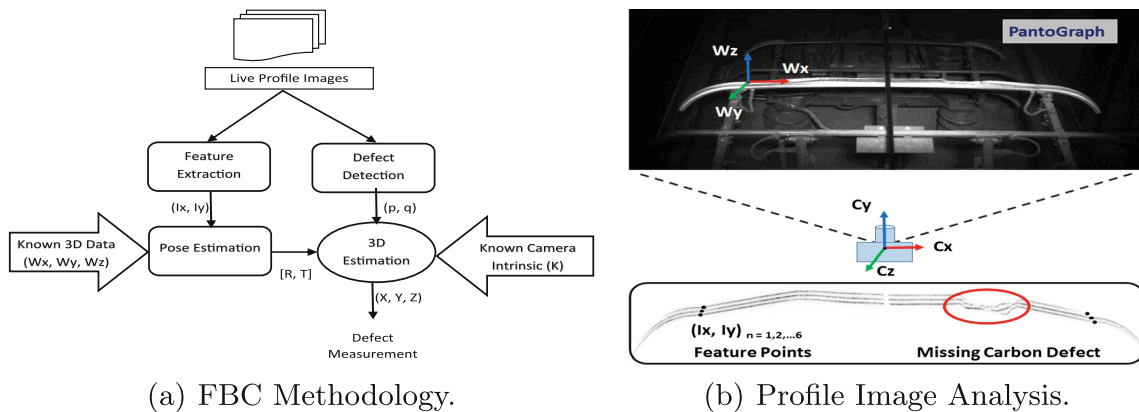 Live Profile Images
Feature
Extraction
Defect
Detection
(Ix, Iy)
(p, q)
Known 3D Data
(Wx, Wy, Wz)
Pose Estimation
[R, T]
3D
Estimation
Known Camera
Intrinsic (K)
(X, Y, Z)
Defect
Measurement
(a) FBC Methodology.
PantoGraph
Wz
Wx
Wy
Cy
Cx
Cz
(Ix, Iy) n = 1,2,...6
Feature Points
Missing Carbon Defect
(b) Profile Image Analysis.